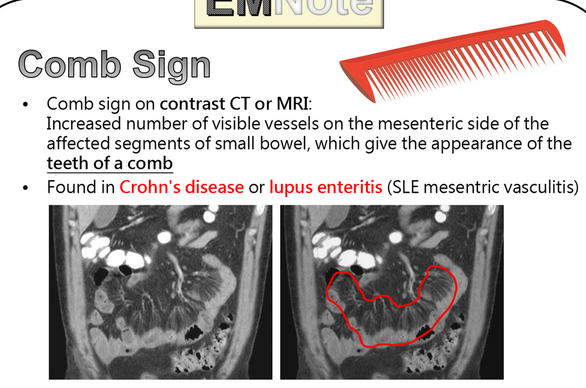 EMNote
Comb Sign
• Comb sign on contrast CT or MRI:
Increased number of visible vessels on the mesenteric side of the
affected segments of small bowel, which give the appearance of the
teeth of a comb
• Found in Crohn's disease or lupus enteritis (SLE mesentric vasculitis)